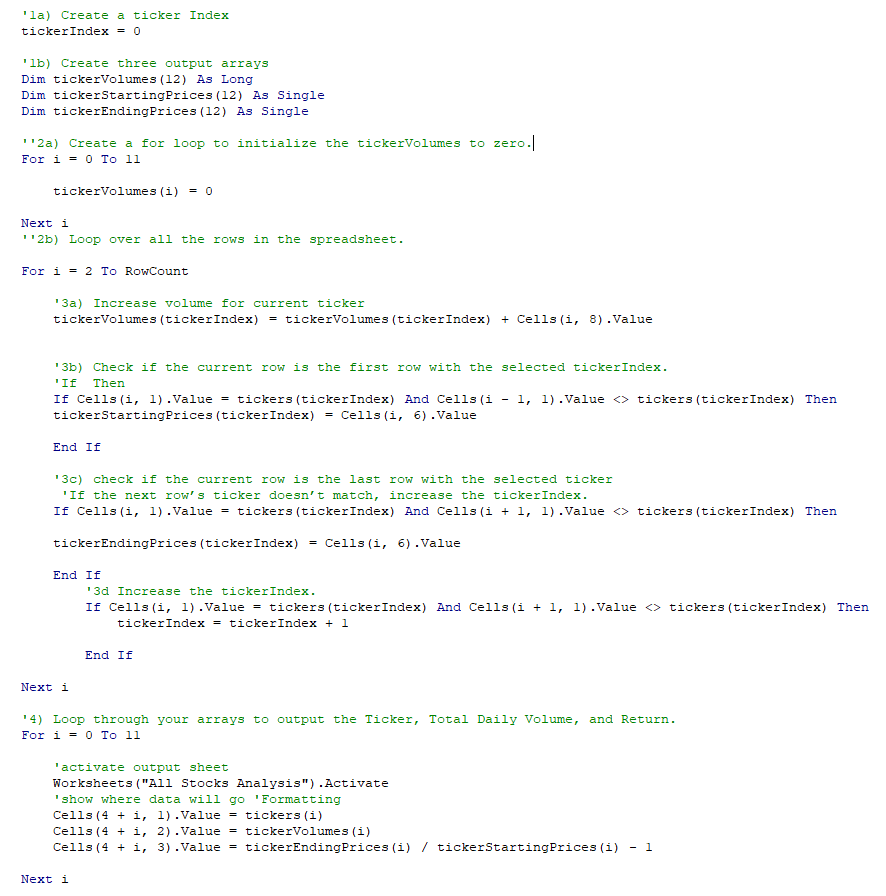 '1a) Create a ticker Index
tickerIndex = 0
'1b) Create three output arrays
Dim tickerVolumes(12) As Long
Dim tickerStartingPrices(12) As Single
Dim tickerEndingPrices(12) As Single
''2a) Create a for loop to initialize the tickerVolumes to zero.
For i = 0 To 11
tickerVolumes(i) = 0
Next i
''2b) Loop over all the rows in the spreadsheet.
For i = 2 To RowCount
'3a) Increase volume for current ticker
tickerVolumes(tickerIndex) = tickerVolumes(tickerIndex) + Cells(i, 8).Value
'3b) Check if the current row is the first row with the selected tickerIndex.
'If  Then
If Cells(i, 1).Value = tickers(tickerIndex) And Cells(i - 1, 1).Value <> tickers(tickerIndex) Then
tickerStartingPrices(tickerIndex) = Cells(i, 6).Value
End If
'3c) check if the current row is the last row with the selected ticker
'If the next row’s ticker doesn’t match, increase the tickerIndex.
If Cells(i, 1).Value = tickers(tickerIndex) And Cells(i + 1, 1).Value <> tickers(tickerIndex) Then
tickerEndingPrices(tickerIndex) = Cells(i, 6).Value
End If
'3d Increase the tickerIndex.
If Cells(i, 1).Value = tickers(tickerIndex) And Cells(i + 1, 1).Value <> tickers(tickerIndex) Then
tickerIndex = tickerIndex + 1
End If
Next i
'4) Loop through your arrays to output the Ticker, Total Daily Volume, and Return.
For i = 0 To 11
'activate output sheet
Worksheets("All Stocks Analysis").Activate
'show where data will go 'Formatting
Cells(4 + i, 1).Value = tickers(i)
Cells(4 + i, 2).Value = tickerVolumes(i)
Cells(4 + i, 3).Value = tickerEndingPrices(i) / tickerStartingPrices(i) - 1
Next i